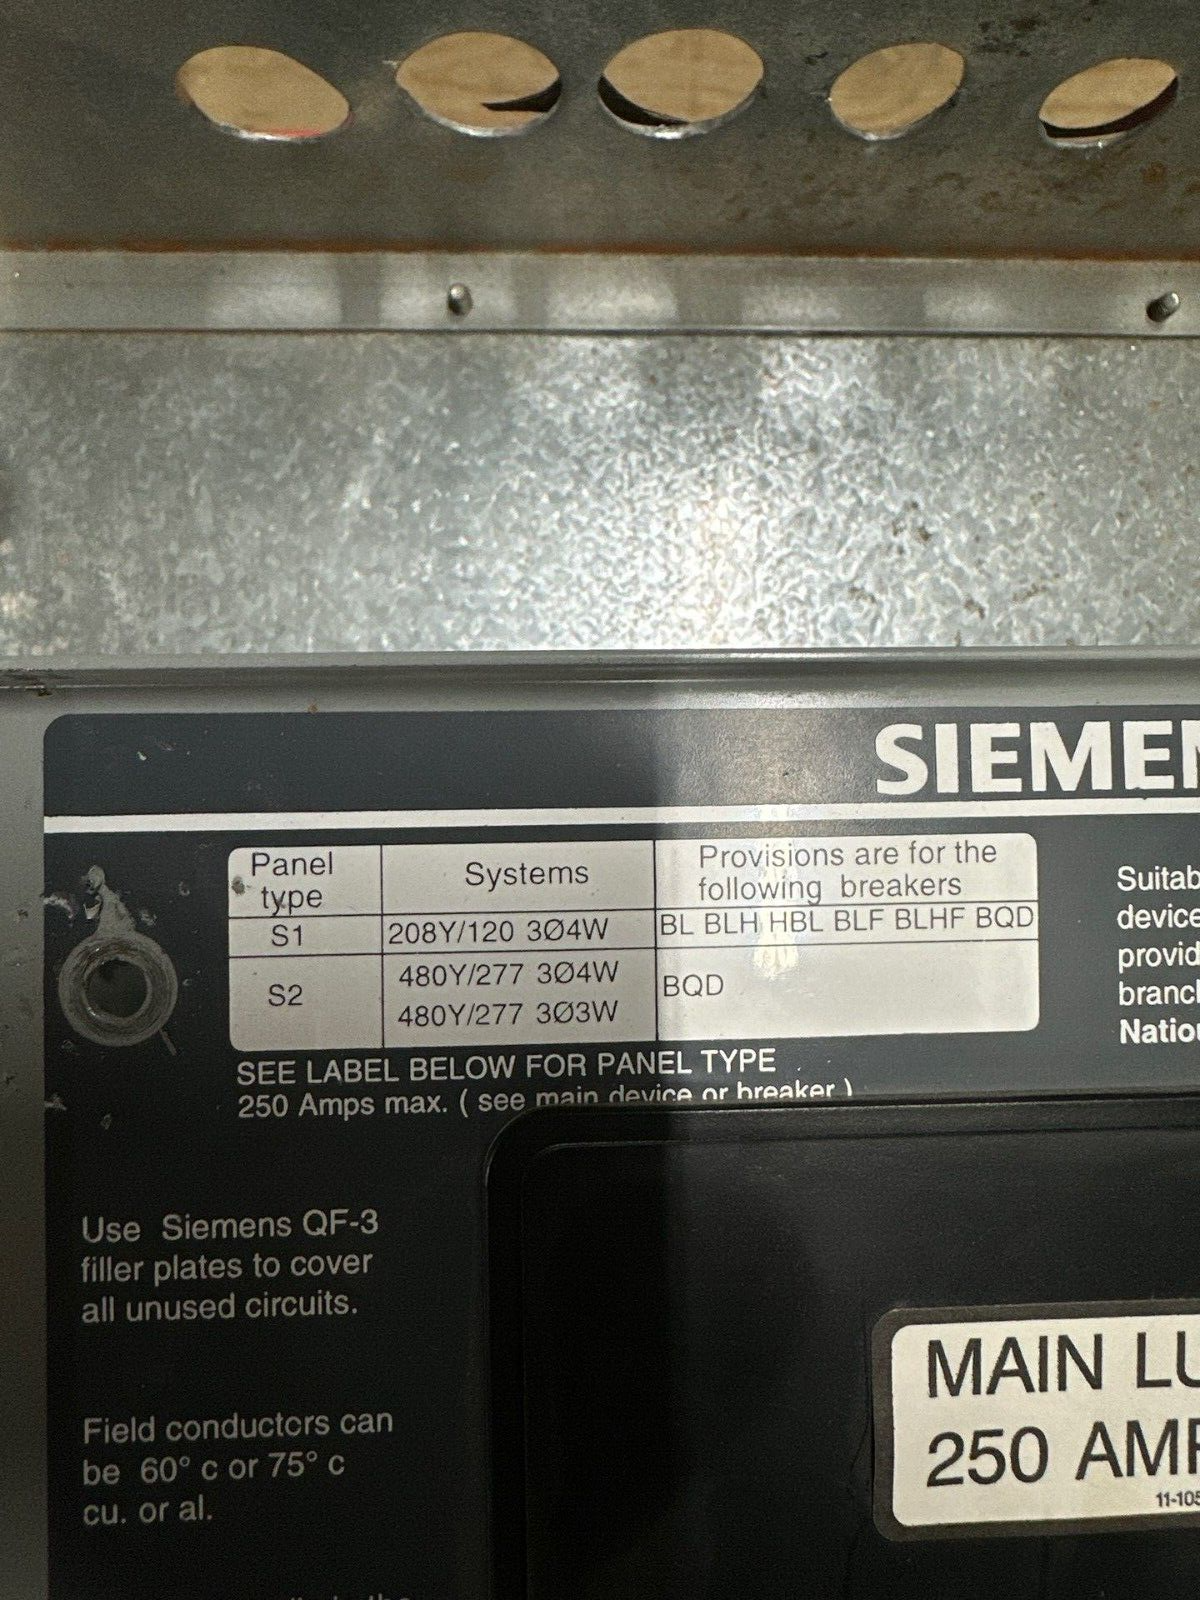 SIEMEN
Panel type
Systems
Provisions are for the following breakers
S1
208Y/120 3Ø4W
BL BLH HBL BLF BLHF BQD
S2
480Y/277 3Ø4W
480Y/277 3Ø3W
BQD
SEE LABEL BELOW FOR PANEL TYPE
250 Amps max. ( see main device or breaker )
Suitab
device
provid
branc
Natio
Use Siemens QF-3
filler plates to cover
all unused circuits.
Field conductors can
be 60° c or 75° c
cu. or al.
MAIN LU
250 AMP
11-105